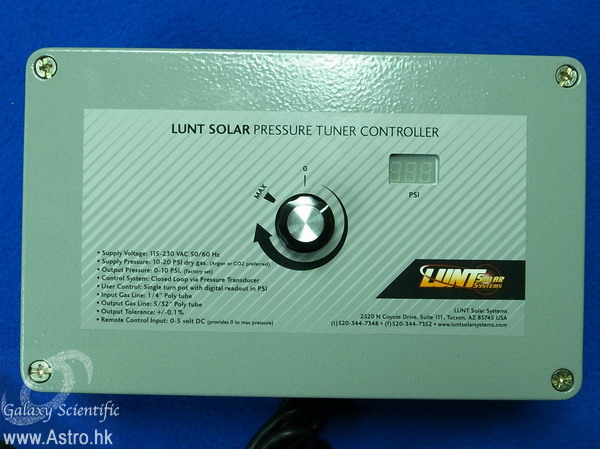 LUNT SOLAR PRESSURE TUNER CONTROLLER
0
MAX
PSI
• Supply Voltage: 115-230 VAC 50/60 Hz
• Supply Pressure: 10-20 PSI dry gas. (Argon or CO2 preferred)
• Output Pressure: 0-10 PSI. (factory set)
• Control System: Closed Loop via Pressure Transducer
• User Control: Single turn pot with digital readout in PSI
• Input Gas Line: 1/4" Poly tube
• Output Gas Line: 5/32" Poly tube
• Output Tolerance: +/-0.1%
• Remote Control Input: 0-5 volt DC (provides 0 to max pressure)
LUNT SOLAR SYSTEMS
LUNT Solar Systems
2520 N Coyote Drive, Suite 111, Tucson, AZ 85745 USA
(t)520-344-7348 • (f)520-344-7352 • www.luntsolarsystems.com
Galaxy Scientific
www.Astro.hk